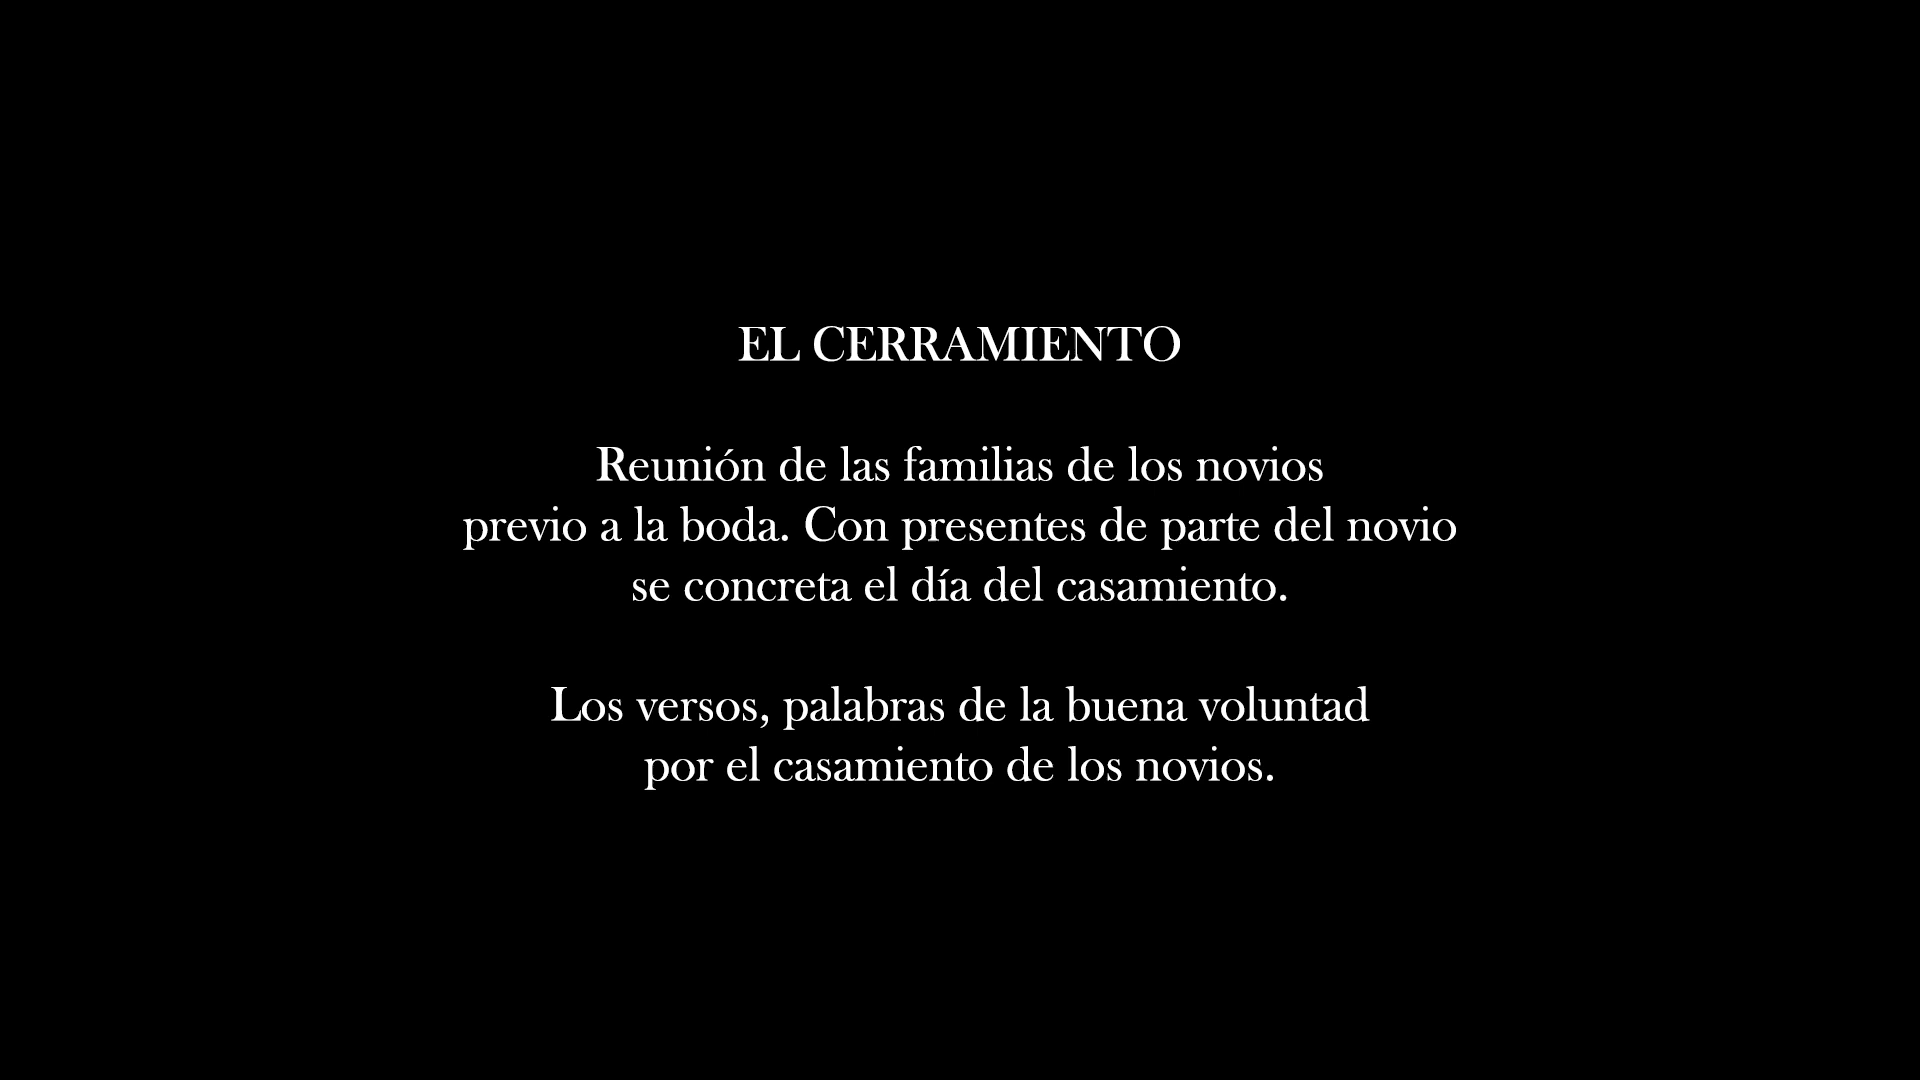 EL CERRAMIENTO
Reunión de las familias de los novios
previo a la boda. Con presentes de parte del novio
se concreta el día del casamiento.
Los versos, palabras de la buena voluntad
por el casamiento de los novios.